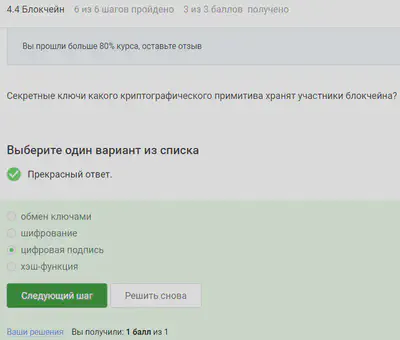 4.4 Блокчейн 6 из 6 шагов пройдено 3 из 3 баллов получено
Вы прошли больше 80% курса, оставьте отзыв
Секретные ключи какого криптографического примитива хранят участники блокчейна?
Выберите один вариант из списка
Прекрасный ответ.
обмен ключами
шифрование
цифровая подпись
хэш-функция
Следующий шаг Решить снова
Ваши решения Вы получили: 1 балл из 1